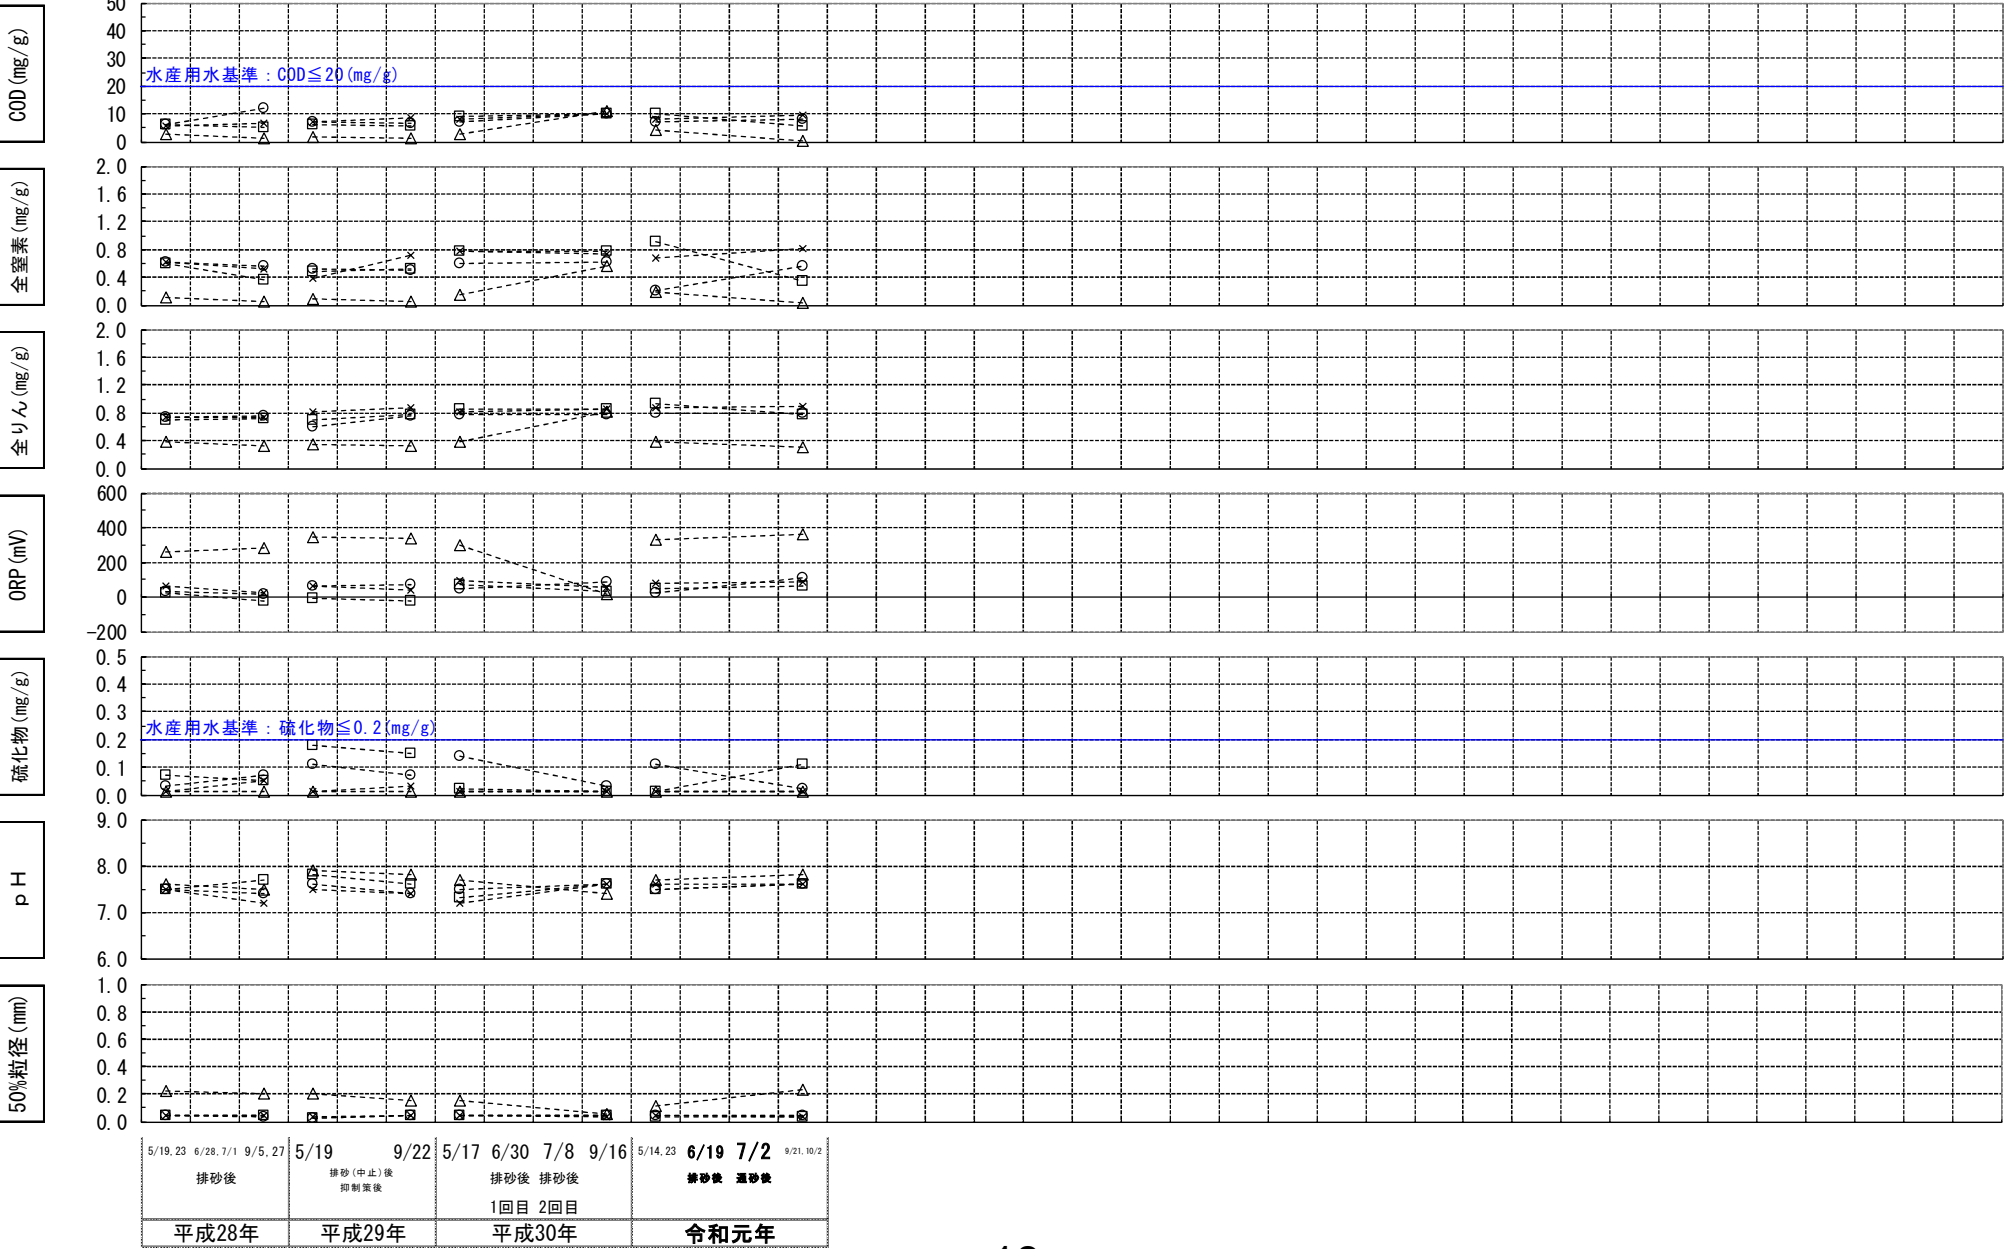 COD(mg/g)
50
40
30
20
10
0
水産用水基準：COD≦20(mg/g)
全窒素(mg/g)
2.0
1.6
1.2
0.8
0.4
0.0
全りん(mg/g)
2.0
1.6
1.2
0.8
0.4
0.0
ORP(mV)
600
400
200
0
-200
硫化物(mg/g)
0.5
0.4
0.3
0.2
0.1
0.0
水産用水基準：硫化物≦0.2(mg/g)
pH
9.0
8.0
7.0
6.0
50%粒径(mm)
1.0
0.8
0.6
0.4
0.2
0.0
5/19,23 6/28,7/1 9/5,27 5/19 9/22 5/17 6/30 7/8 9/16 5/14,23 6/19 7/2 9/21,10/2
排砂後 排砂(中止)後 排砂後 排砂後 排砂後 通砂後
抑制策後
1回目 2回目
平成28年 平成29年 平成30年 令和元年